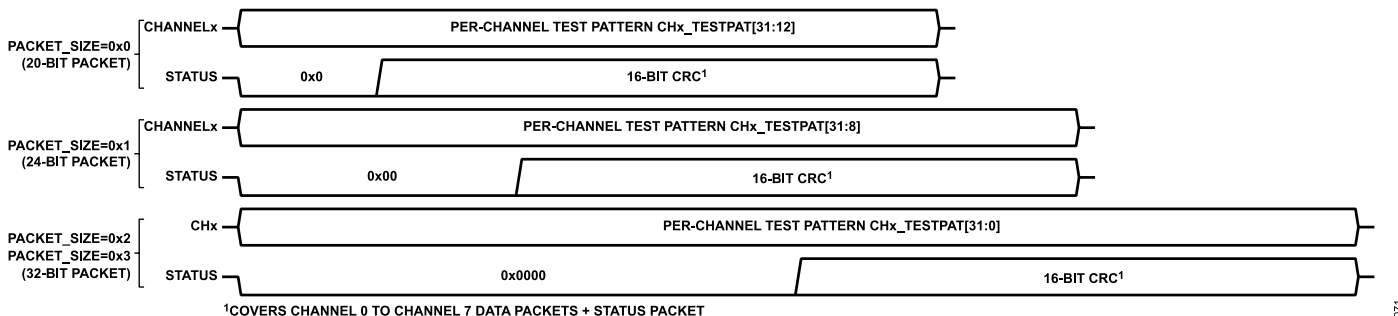 CHANNELx
PER-CHANNEL TEST PATTERN CHx_TESTPAT[31:12]
PACKET_SIZE=0x0
(20-BIT PACKET)
STATUS
0x0
16-BIT CRC1
CHANNELx
PER-CHANNEL TEST PATTERN CHx_TESTPAT[31:8]
PACKET_SIZE=0x1
(24-BIT PACKET)
STATUS
0x00
16-BIT CRC1
CHx
PER-CHANNEL TEST PATTERN CHx_TESTPAT[31:0]
PACKET_SIZE=0x2
PACKET_SIZE=0x3
(32-BIT PACKET)
STATUS
0x0000
16-BIT CRC1
1COVERS CHANNEL 0 TO CHANNEL 7 DATA PACKETS + STATUS PACKET